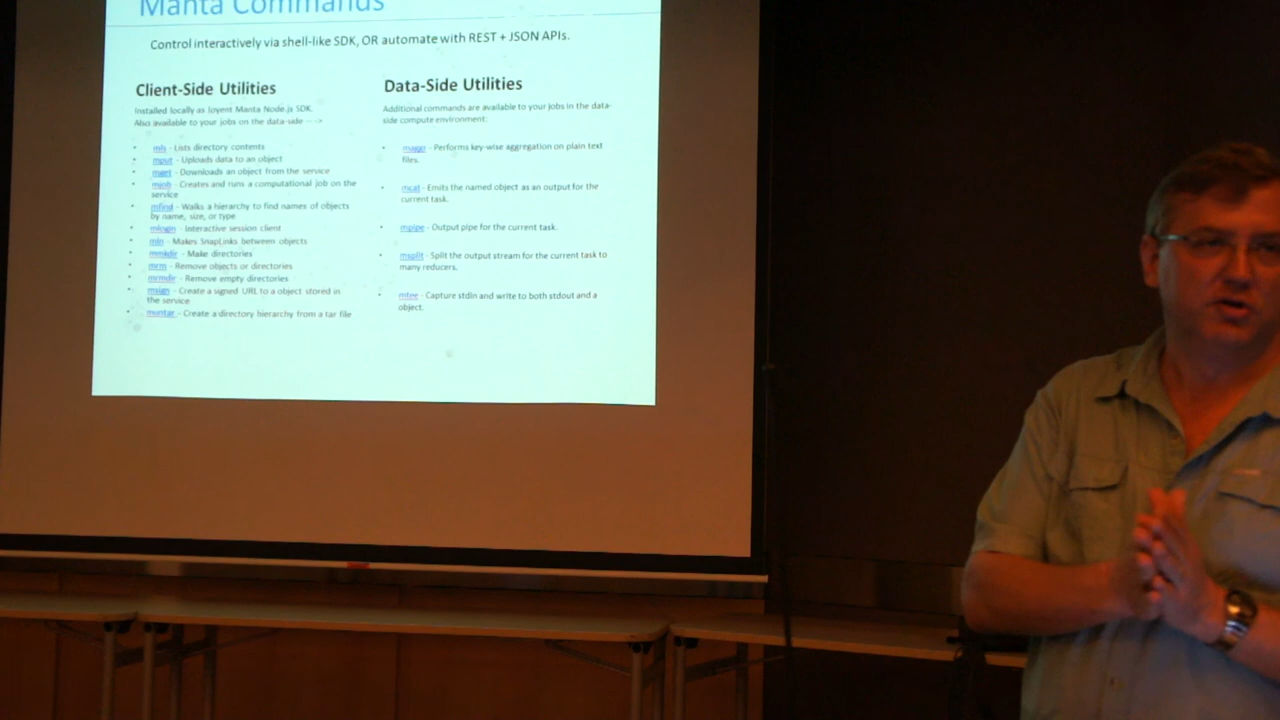 Manta Commands
Control interactively via shell-like SDK, OR automate with REST + JSON APIs.
Client-Side Utilities
Installed locally as Joyent Manta Node.js SDK.
Also available to your jobs on the data-side -- ->
mls - Lists directory contents
mput - Uploads data to an object
mget - Downloads an object from the service
mjob - Creates and runs a computational job on the
service
mfind - Walks a hierarchy to find names of objects
by name, size, or type
mlogin - Interactive session client
mln - Makes SnapLinks between objects
mmkdir - Make directories
mrm - Remove objects or directories
mrmdir - Remove empty directories
msign - Create a signed URL to a object stored in
the service
muntar - Create a directory hierarchy from a tar file
Data-Side Utilities
Additional commands are available to your jobs in the data-
side compute environment:
maggr - Performs key-wise aggregation on plain text
files.
mcat - Emits the named object as an output for the
current task.
mpipe - Output pipe for the current task.
msplit - Split the output stream for the current task to
many reducers.
mtee - Capture stdin and write to both stdout and a
object.